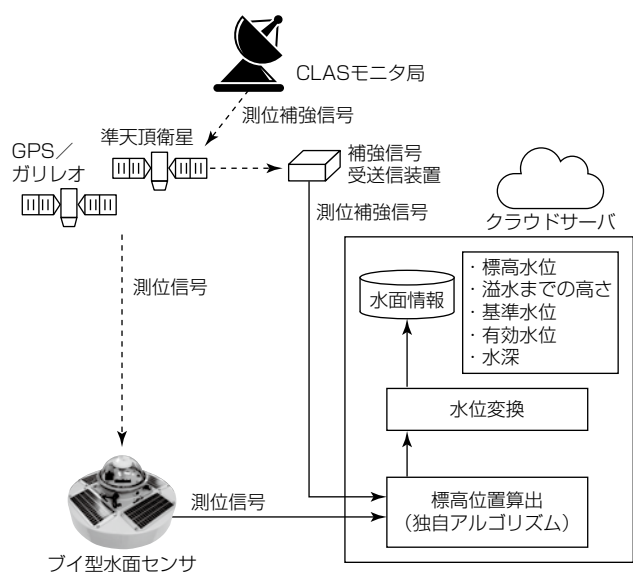 CLASモニタ局
測位補強信号
準天頂衛星
GPS／
ガリレオ
補強信号
受送信装置
測位補強信号
クラウドサーバ
測位信号
水面情報
・標高水位
・溢水までの高さ
・基準水位
・有効水位
・水深
水位変換
測位信号
標高位置算出
（独自アルゴリズム）
ブイ型水面センサ